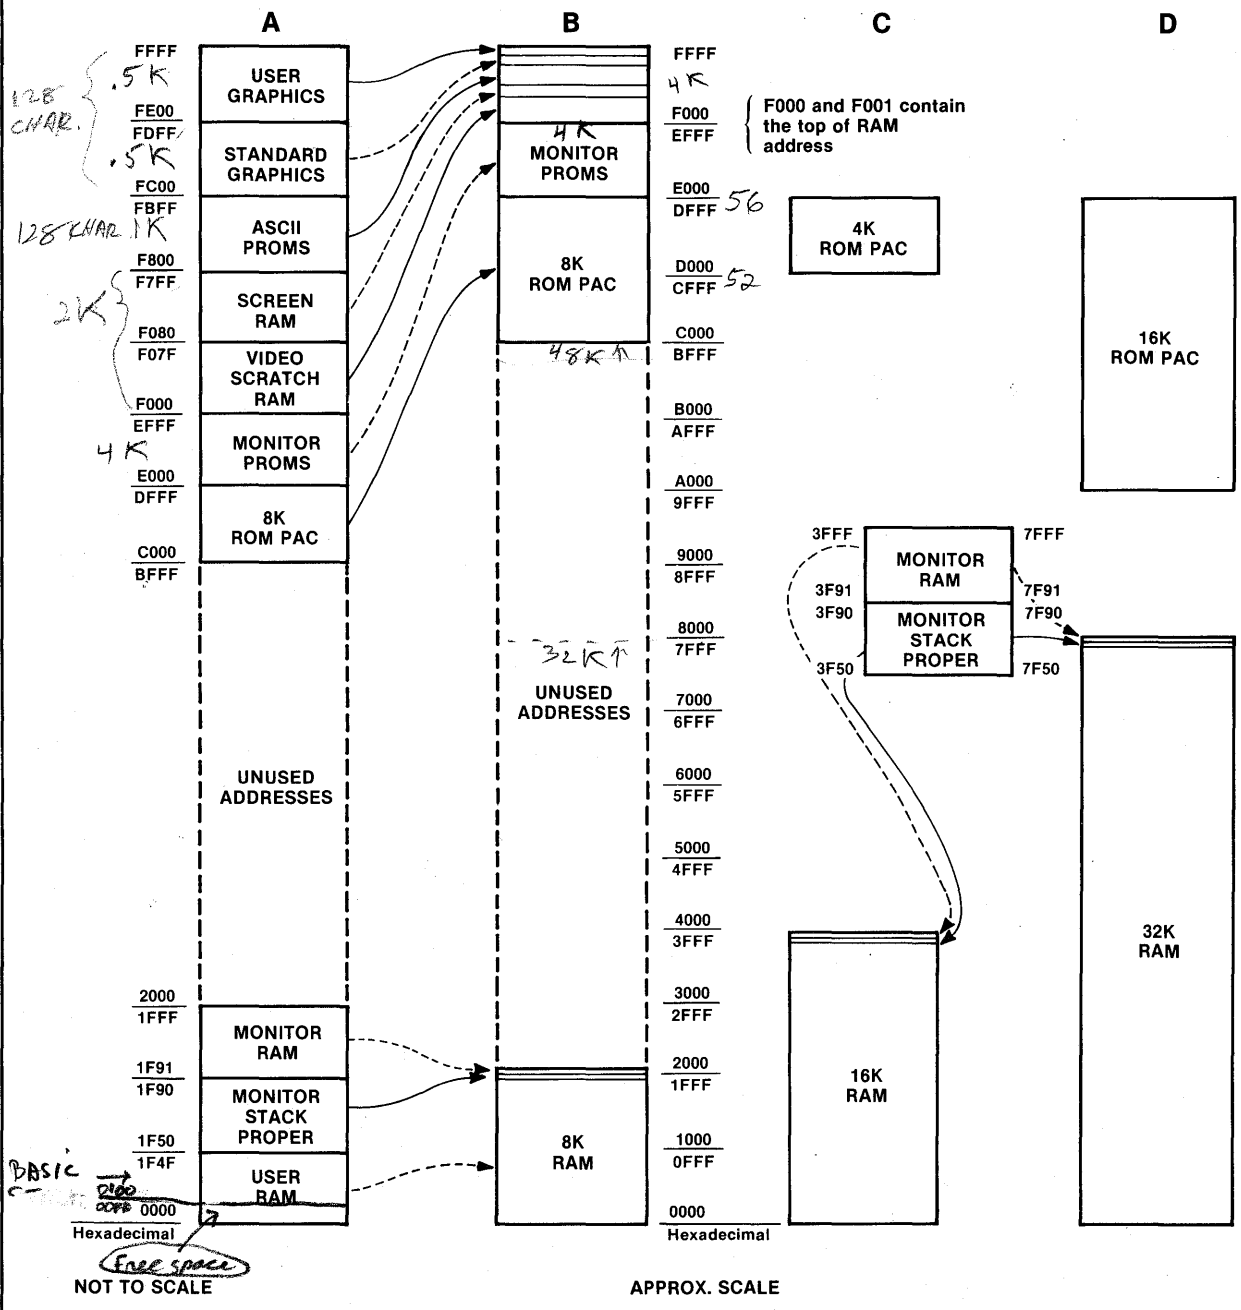 A
B
C
D
FFFF
.5K
128
CHAR.
FE00
FDFF
.5K
FC00
FBFF
128 CHAR 1K
F800
F7FF
2K
F080
F07F
F000
EFFF
4K
E000
DFFF
C000
BFFF
2000
1FFF
1F91
1F90
1F50
1F4F
BASIC
0000
Hexadecimal
Free space
NOT TO SCALE
USER
GRAPHICS
STANDARD
GRAPHICS
ASCII
PROMS
SCREEN
RAM
VIDEO
SCRATCH
RAM
MONITOR
PROMS
8K
ROM PAC
UNUSED
ADDRESSES
MONITOR
RAM
MONITOR
STACK
PROPER
USER
RAM
4K
MONITOR
PROMS
8K
ROM PAC
48K ↑
32K ↑
UNUSED
ADDRESSES
8K
RAM
FFFF
4K
F000
EFFF
E000
DFFF 56
D000
CFFF 52
C000
BFFF
B000
AFFF
A000
9FFF
9000
8FFF
8000
7FFF
7000
6FFF
6000
5FFF
5000
4FFF
4000
3FFF
3000
2FFF
2000
1FFF
1000
0FFF
0000
Hexadecimal
APPROX. SCALE
F000 and F001 contain
the top of RAM
address
4K
ROM PAC
3FFF
3F91
3F90
3F50
MONITOR
RAM
MONITOR
STACK
PROPER
7FFF
7F91
7F90
7F50
16K
RAM
16K
ROM PAC
32K
RAM